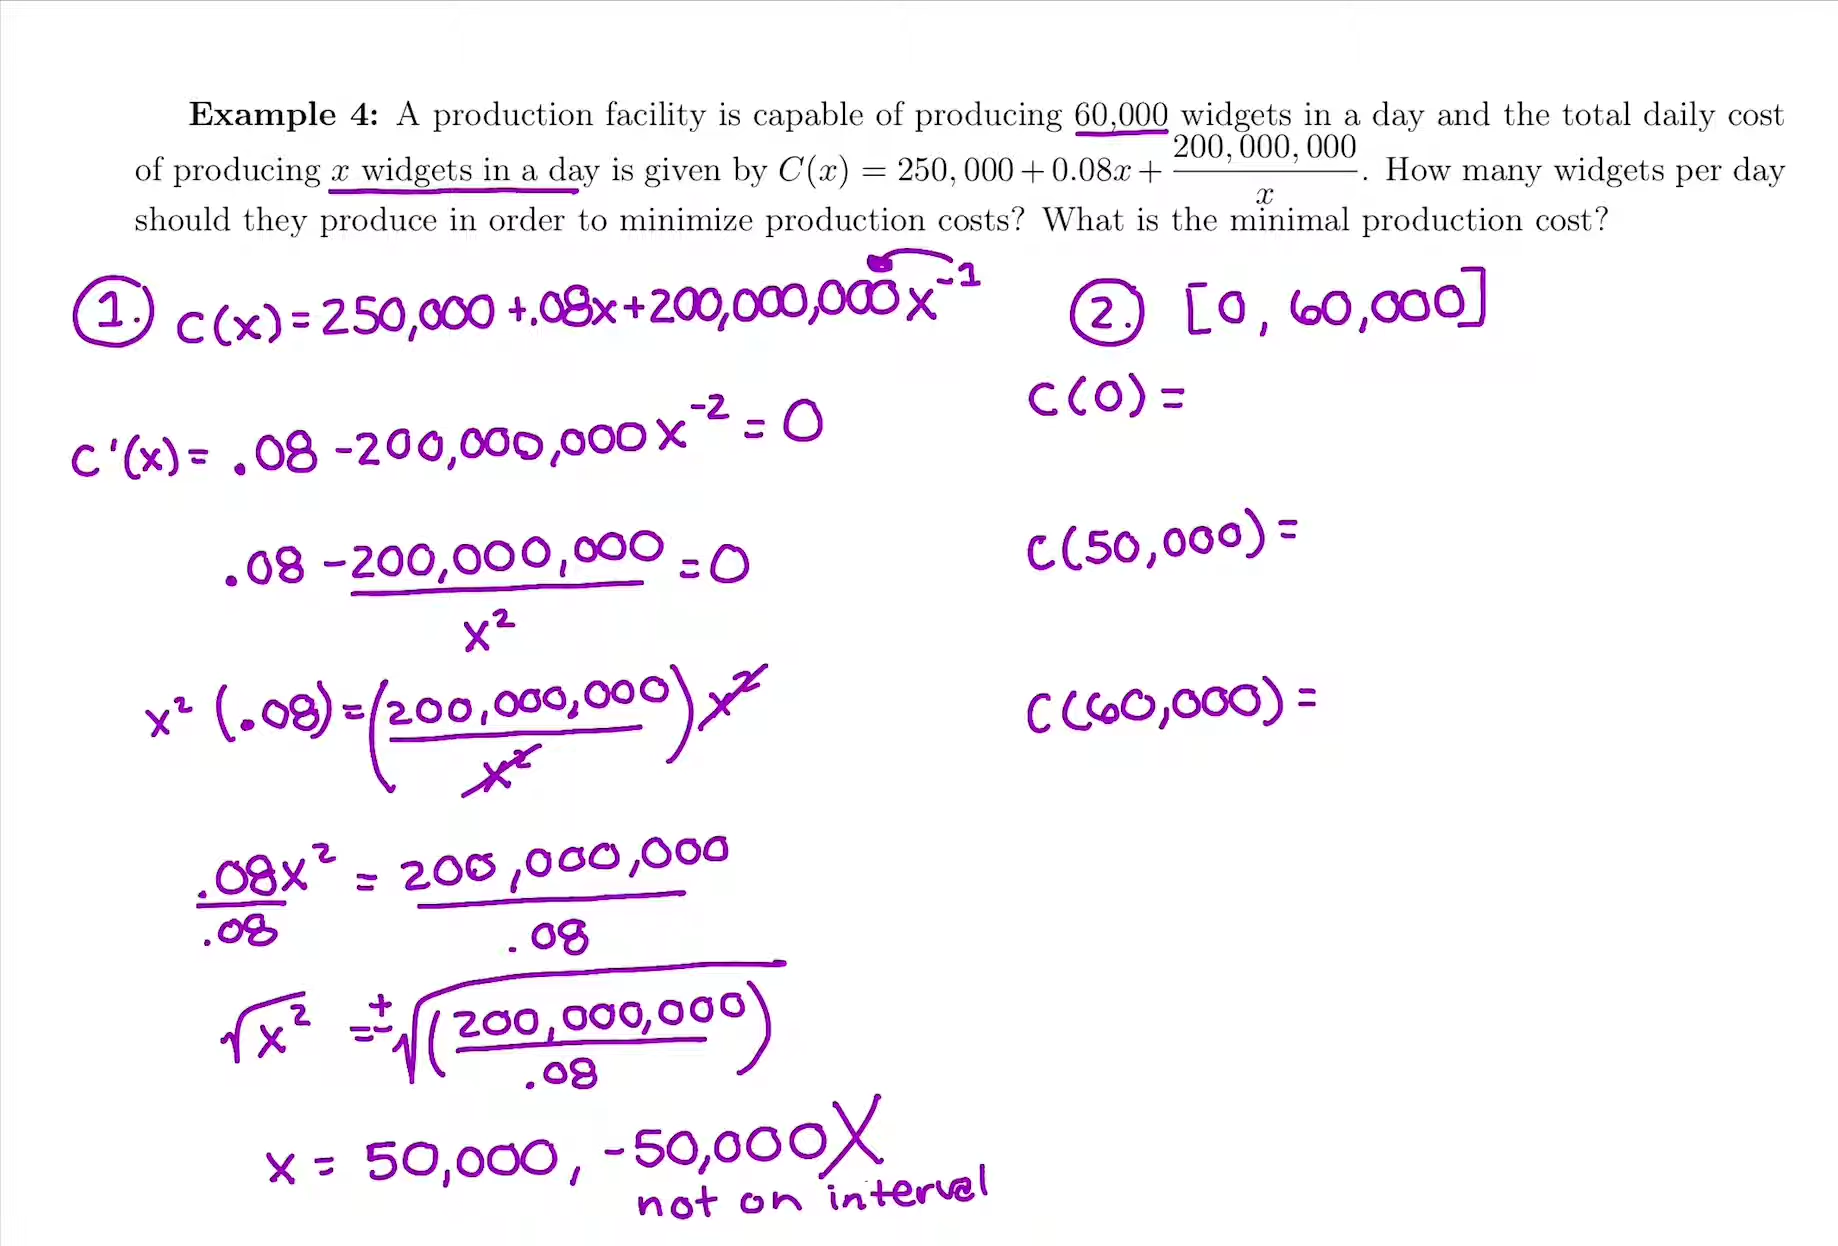 Example 4: A production facility is capable of producing 60,000 widgets in a day and the total daily cost
of producing x widgets in a day is given by C(x) = 250,000 + 0.08x + 200,000,000 / x. How many widgets per day
should they produce in order to minimize production costs? What is the minimal production cost?
1.) C(x) = 250,000 + .08x + 200,000,000x⁻¹
C'(x) = .08 - 200,000,000x⁻² = 0
.08 - 200,000,000 / x² = 0
x² (.08) = (200,000,000 / x²) x²
.08x² / .08 = 200,000,000 / .08
√x² = ±√(200,000,000 / .08)
x = 50,000, -50,000 X
not on interval
2.) [0, 60,000]
C(0) =
C(50,000) =
C(60,000) =